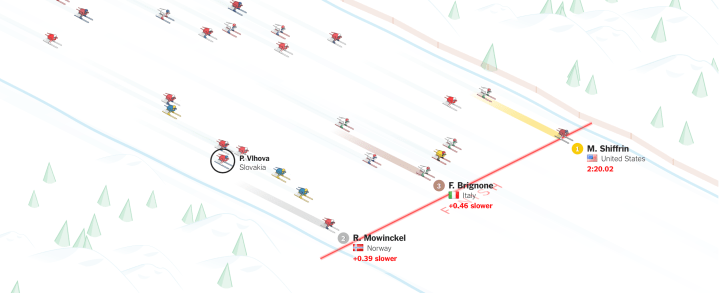 P. Vlhova
Slovakia
1
M. Shiffrin
United States
2:20.02
3
F. Brignone
Italy
+0.46 slower
2
R. Mowinckel
Norway
+0.39 slower